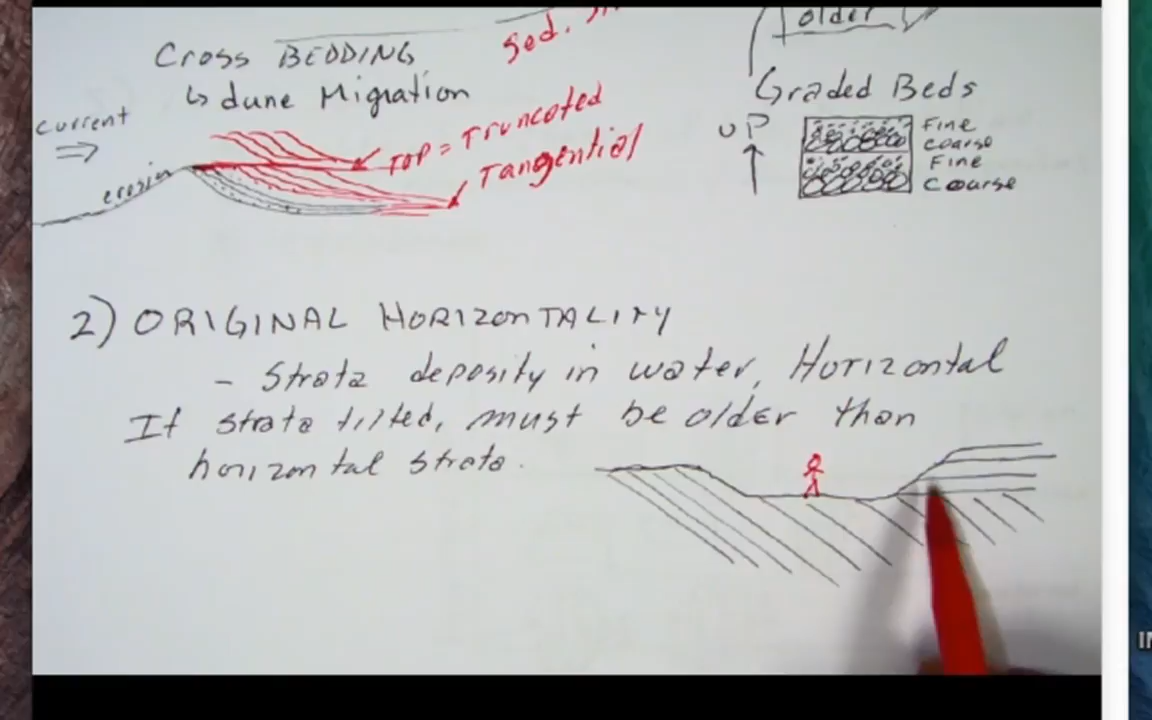 Sed.
older
Cross BEDDING
↳ dune Migration
Graded Beds
current
⇒
erosion
TOP = Truncated
Tangential
UP
Fine
coarse
Fine
Coarse
2) ORIGINAL HORIZONTALITY
- Strata deposity in water, Horizontal
If strata tilted, must be older than
horizontal strata.